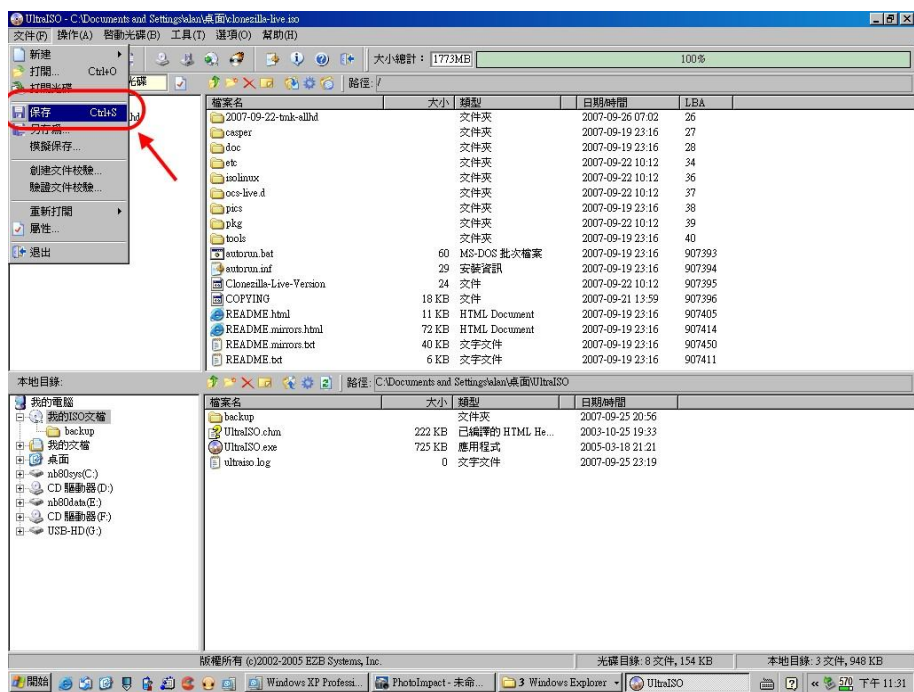 UltraISO - C:\Documents and Settings\alan\桌面\clonezilla-live.iso
文件(F) 操作(A) 啓動光碟(B) 工具(T) 選項(O) 幫助(H)
新建
打開... Ctrl+O
打開光碟
保存 Ctrl+S
另存爲...
模擬保存...
創建文件校驗...
驗證文件校驗...
重新打開
屬性...
退出
大小總計： 1773MB 100%
光碟 路徑: /
hd
檔案名 大小 類型 日期/時間 LBA
2007-09-22-tmk-allhd 文件夾 2007-09-26 07:02 26
casper 文件夾 2007-09-19 23:16 27
doc 文件夾 2007-09-19 23:16 28
etc 文件夾 2007-09-22 10:12 34
isolinux 文件夾 2007-09-22 10:12 36
ocs-live.d 文件夾 2007-09-22 10:12 37
pics 文件夾 2007-09-19 23:16 38
pkg 文件夾 2007-09-22 10:12 39
tools 文件夾 2007-09-19 23:16 40
autorun.bat 60 MS-DOS 批次檔案 2007-09-19 23:16 907393
autorun.inf 29 安裝資訊 2007-09-19 23:16 907394
Clonezilla-Live-Version 24 文件 2007-09-22 10:12 907395
COPYING 18 KB 文件 2007-09-21 13:59 907396
README.html 11 KB HTML Document 2007-09-19 23:16 907405
README.mirrors.html 72 KB HTML Document 2007-09-19 23:16 907414
README.mirrors.txt 40 KB 文字文件 2007-09-19 23:16 907450
README.txt 6 KB 文字文件 2007-09-19 23:16 907411
本地目錄: 路徑: C:\Documents and Settings\alan\桌面\UltraISO
我的電腦
我的ISO文檔
backup
我的文檔
桌面
nb80sys(C:)
CD 驅動器(D:)
nb80data(E:)
CD 驅動器(F:)
USB-HD(G:)
檔案名 大小 類型 日期/時間
backup 文件夾 2007-09-25 20:56
UltraISO.chm 222 KB 已編譯的 HTML He... 2003-10-25 19:33
UltraISO.exe 725 KB 應用程式 2005-03-18 21:21
ultraiso.log 0 文字文件 2007-09-25 23:19
版權所有 (c)2002-2005 EZB Systems, Inc. 光碟目錄: 8 文件, 154 KB 本地目錄: 3 文件, 948 KB
開始 Windows XP Professi... PhotoImpact - 未命... 3 Windows Explorer UltraISO 570 下午 11:31